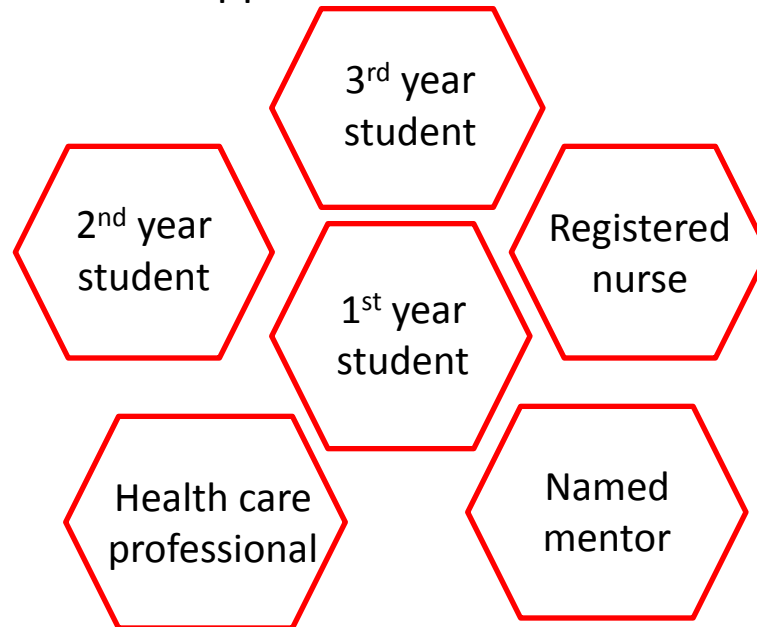 3rd year
student
2nd year
student
Registered
nurse
1st year
student
Health care
professional
Named
mentor